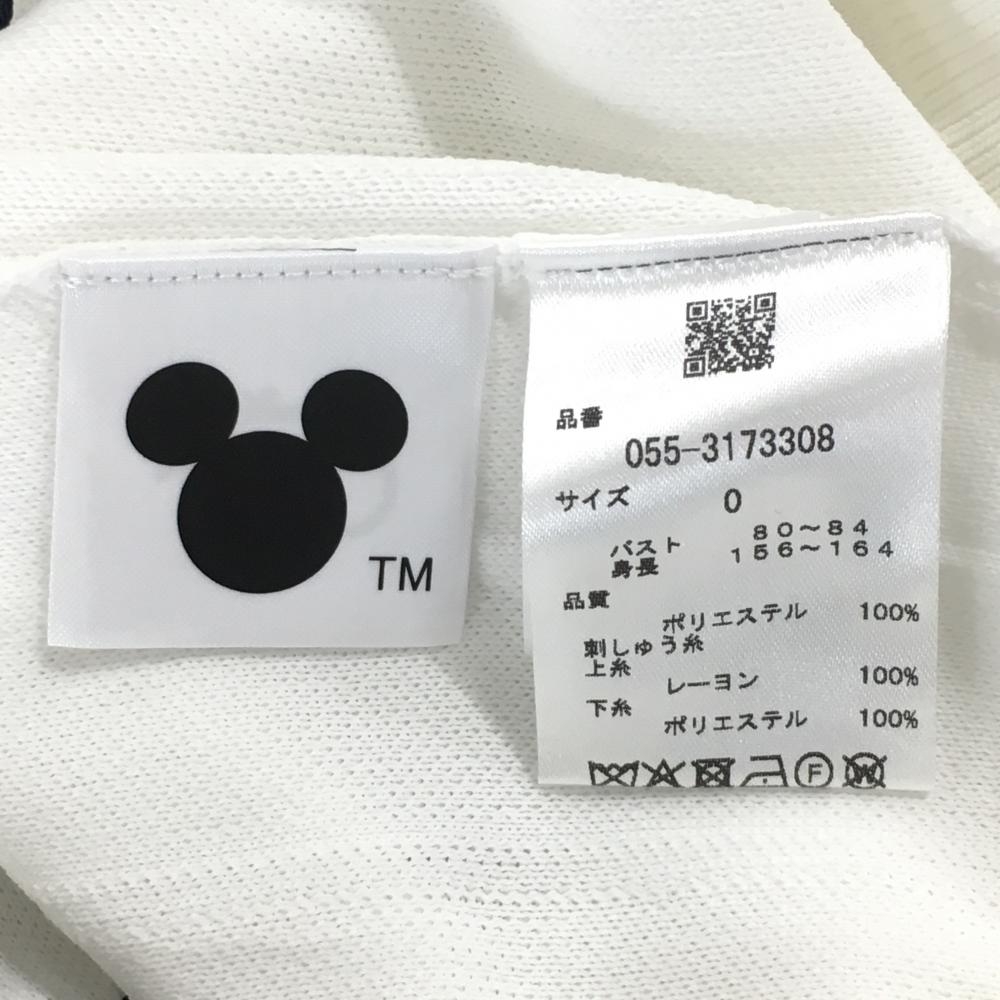 TM
品番
055-3173308
サイズ 0
バスト 80～84
身長 156～164
品質
ポリエステル 100%
刺しゅう糸
上糸
レーヨン 100%
下糸
ポリエステル 100%
F
W